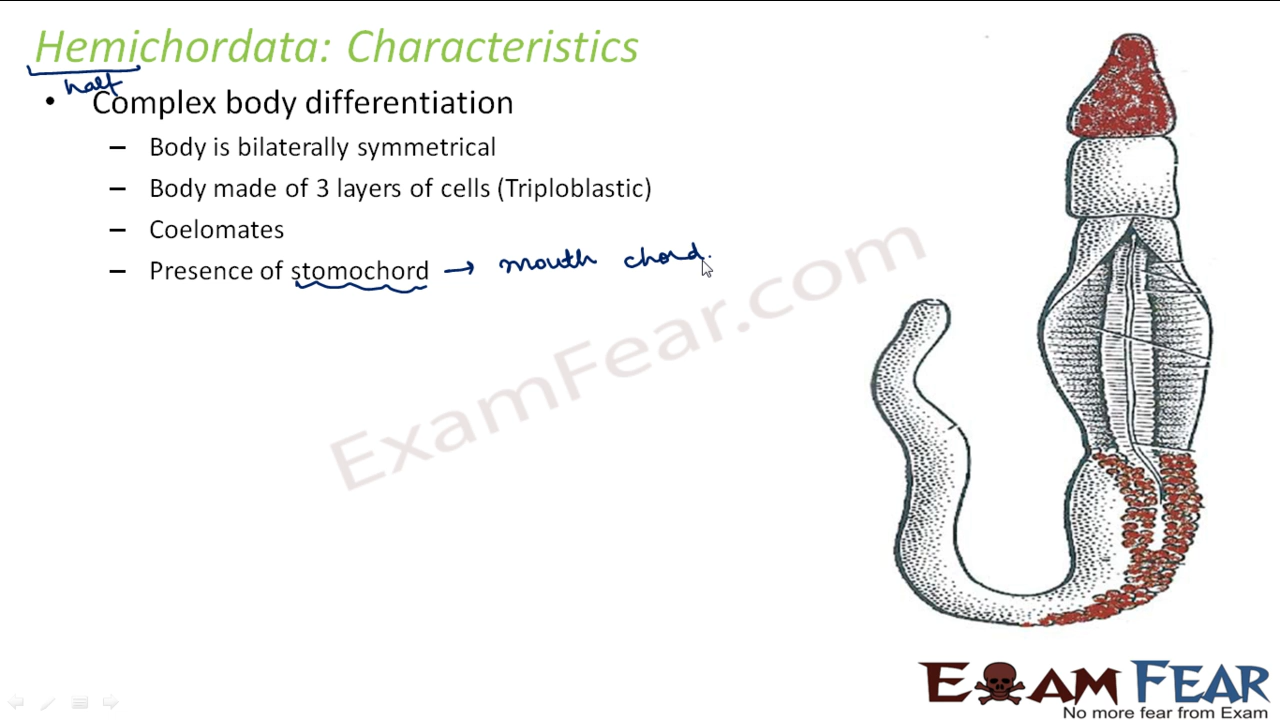 Hemichordata: Characteristics
half
• Complex body differentiation
– Body is bilaterally symmetrical
– Body made of 3 layers of cells (Triploblastic)
– Coelomates
– Presence of stomochord → mouth chord.
ExamFear.com
EXAM FEAR
No more fear from Exam